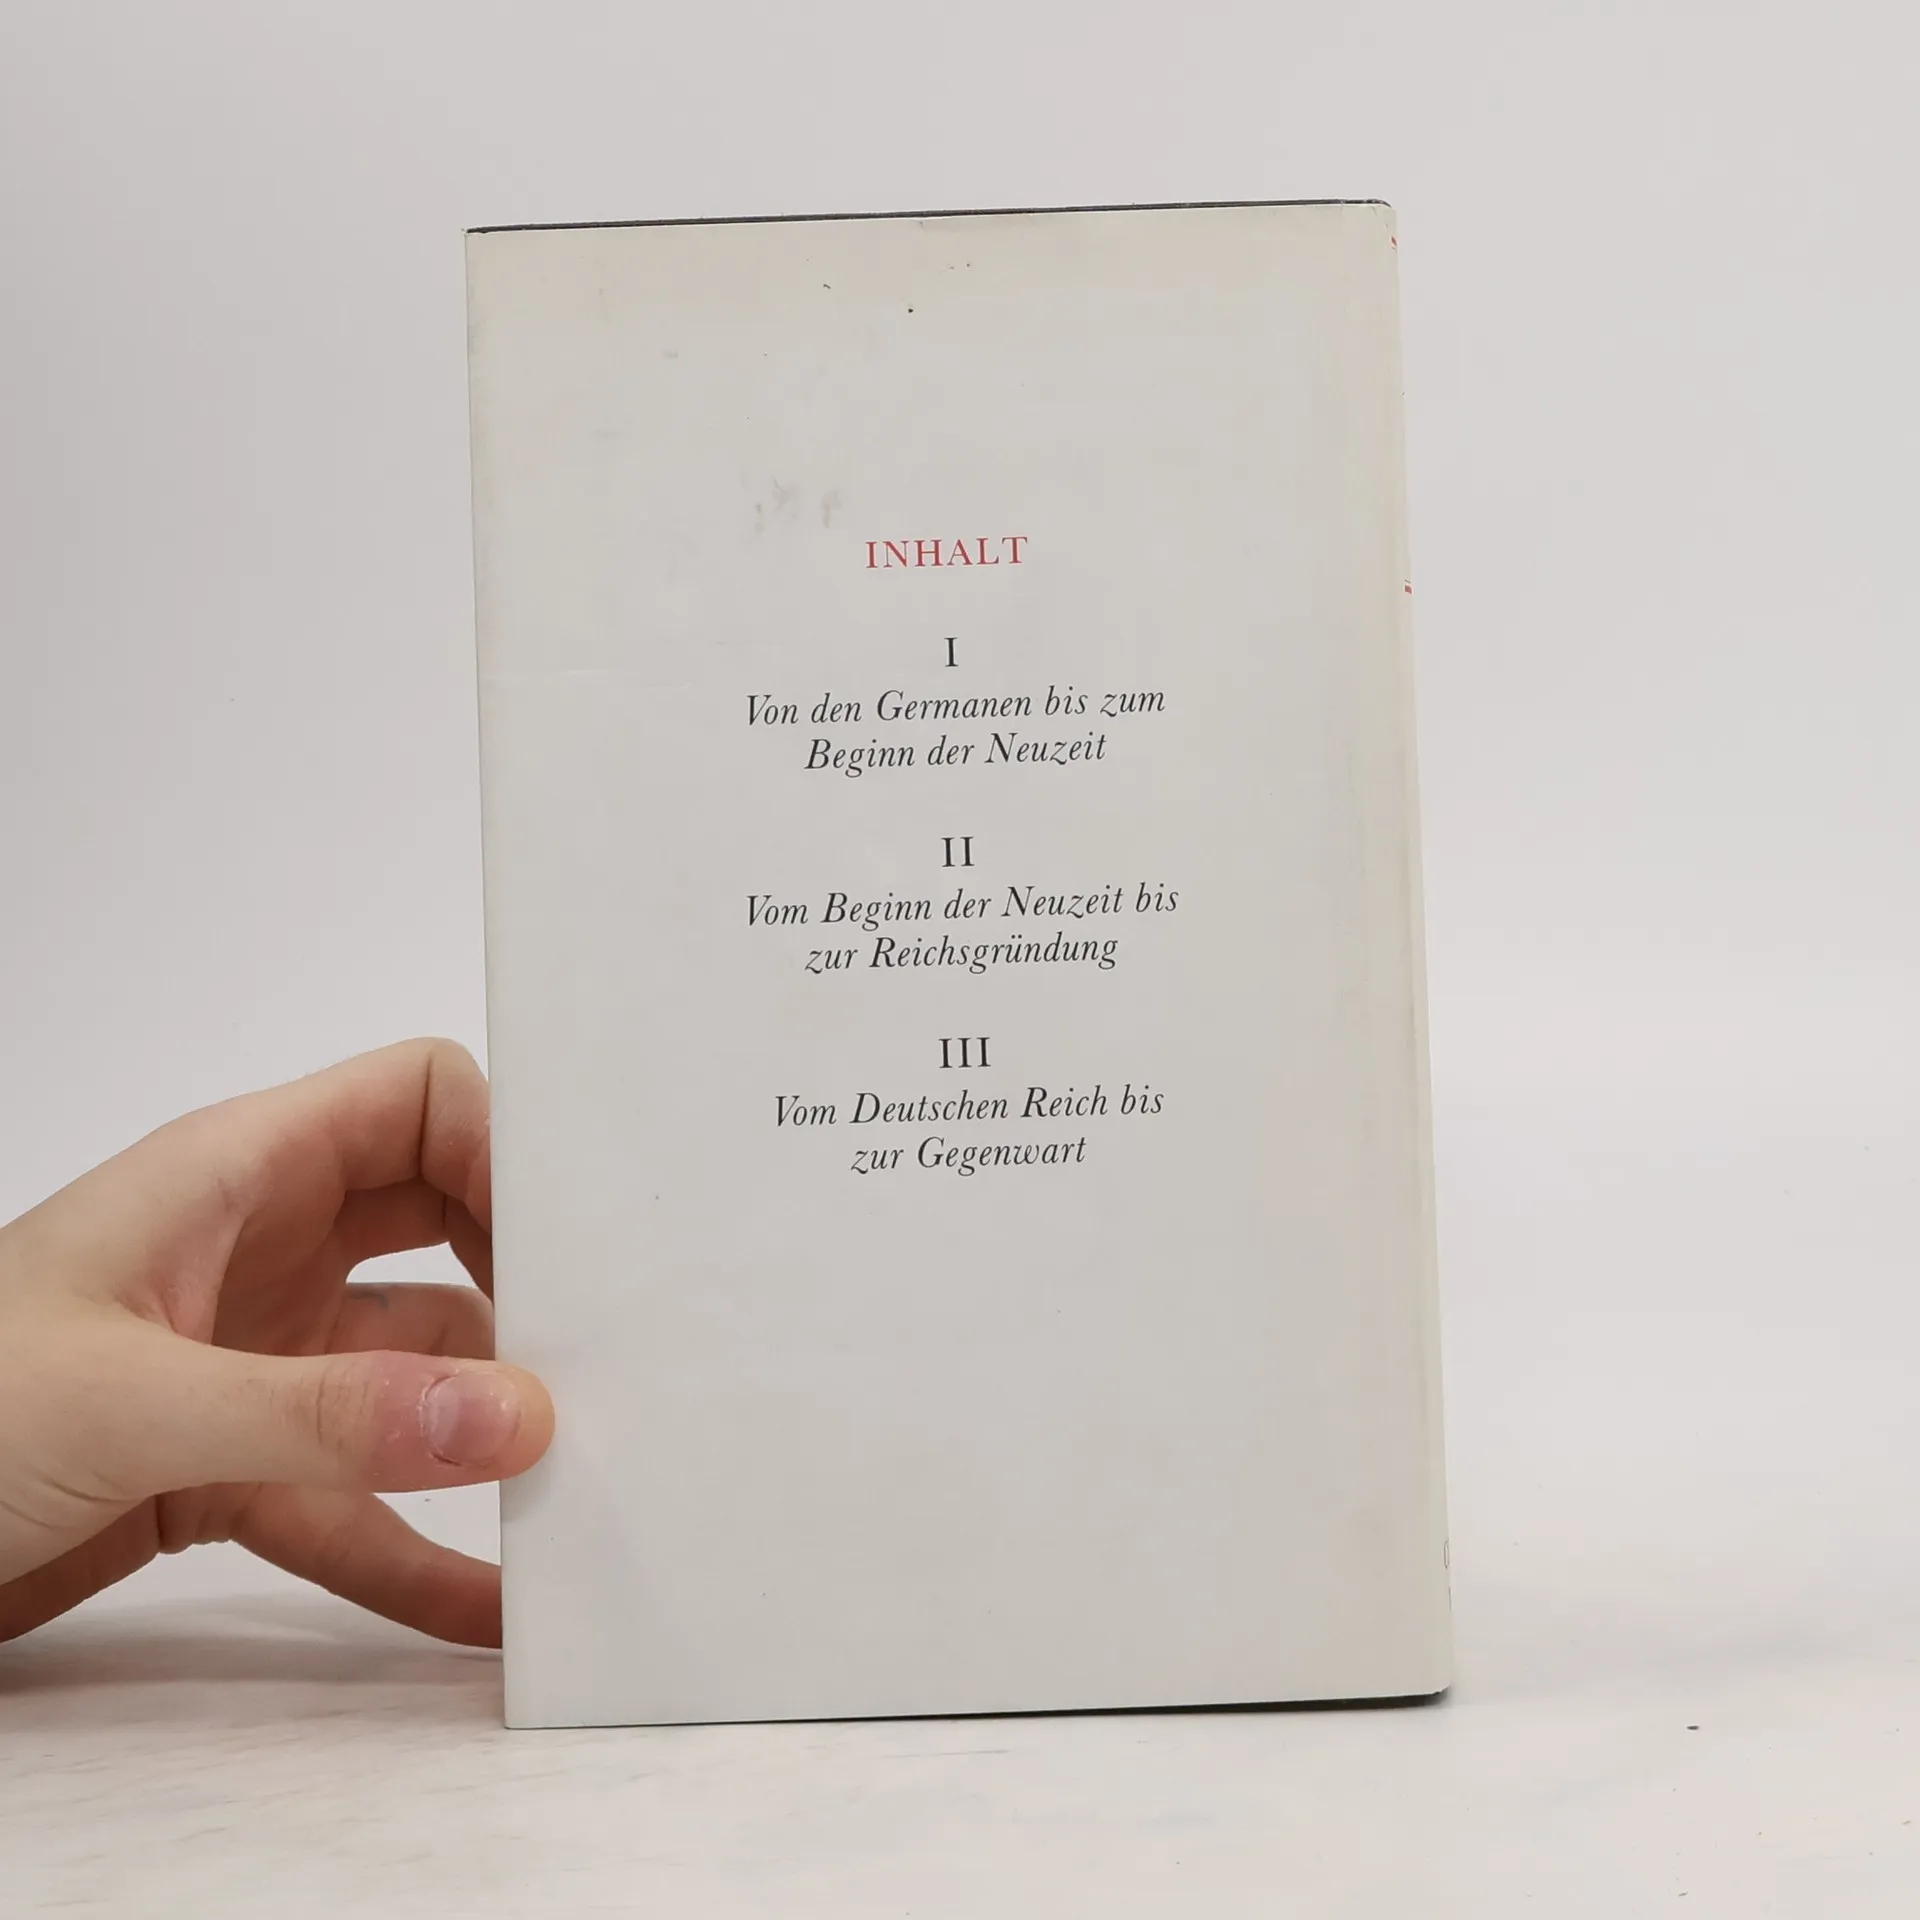 INHALT
I
Von den Germanen bis zum
Beginn der Neuzeit
II
Vom Beginn der Neuzeit bis
zur Reichsgründung
III
Vom Deutschen Reich bis
zur Gegenwart